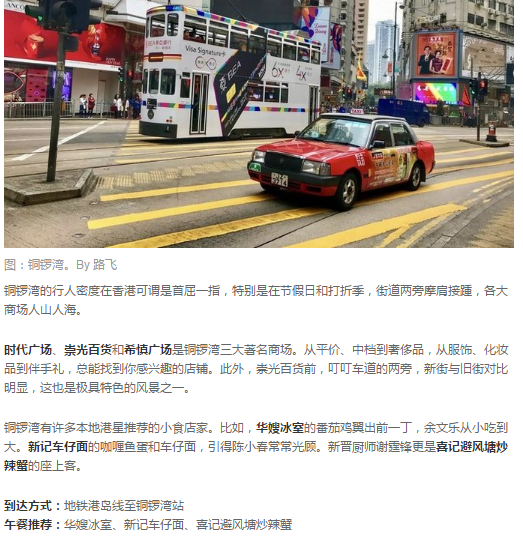 Visa Signature
BEA
6X 4X
TAXI
图：铜锣湾。By 路飞
铜锣湾的行人密度在香港可谓是首屈一指，特别是在节假日和打折季，街道两旁摩肩接踵，各大
商场人山人海。
时代广场、崇光百货和希慎广场是铜锣湾三大著名商场。从平价、中档到奢侈品，从服饰、化妆
品到伴手礼，总能找到你感兴趣的店铺。此外，崇光百货前，叮叮车道的两旁，新街与旧街对比
明显，这也是极具特色的风景之一。
铜锣湾有许多本地港星推荐的小食店家。比如，华嫂冰室的番茄鸡翼出前一丁，余文乐从小吃到
大。新记车仔面的咖喱鱼蛋和车仔面，引得陈小春常常光顾。新晋厨师谢霆锋更是喜记避风塘炒
辣蟹的座上客。
到达方式：地铁港岛线至铜锣湾站
午餐推荐：华嫂冰室、新记车仔面、喜记避风塘炒辣蟹